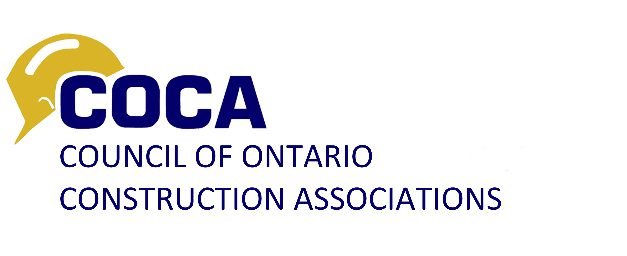 COCA
COUNCIL OF ONTARIO
CONSTRUCTION ASSOCIATIONS